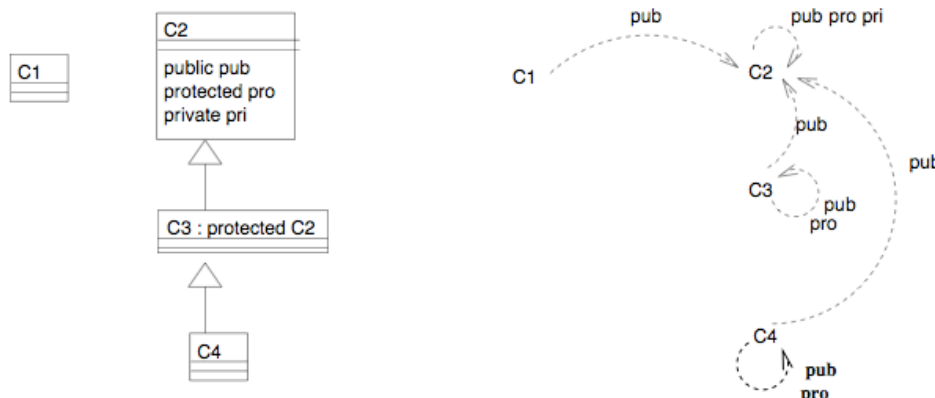 C1
C2
public pub
protected pro
private pri
C3 : protected C2
C4
pub
pub pro pri
C1
C2
pub
pub
C3
pub
pro
C4
pub
pro